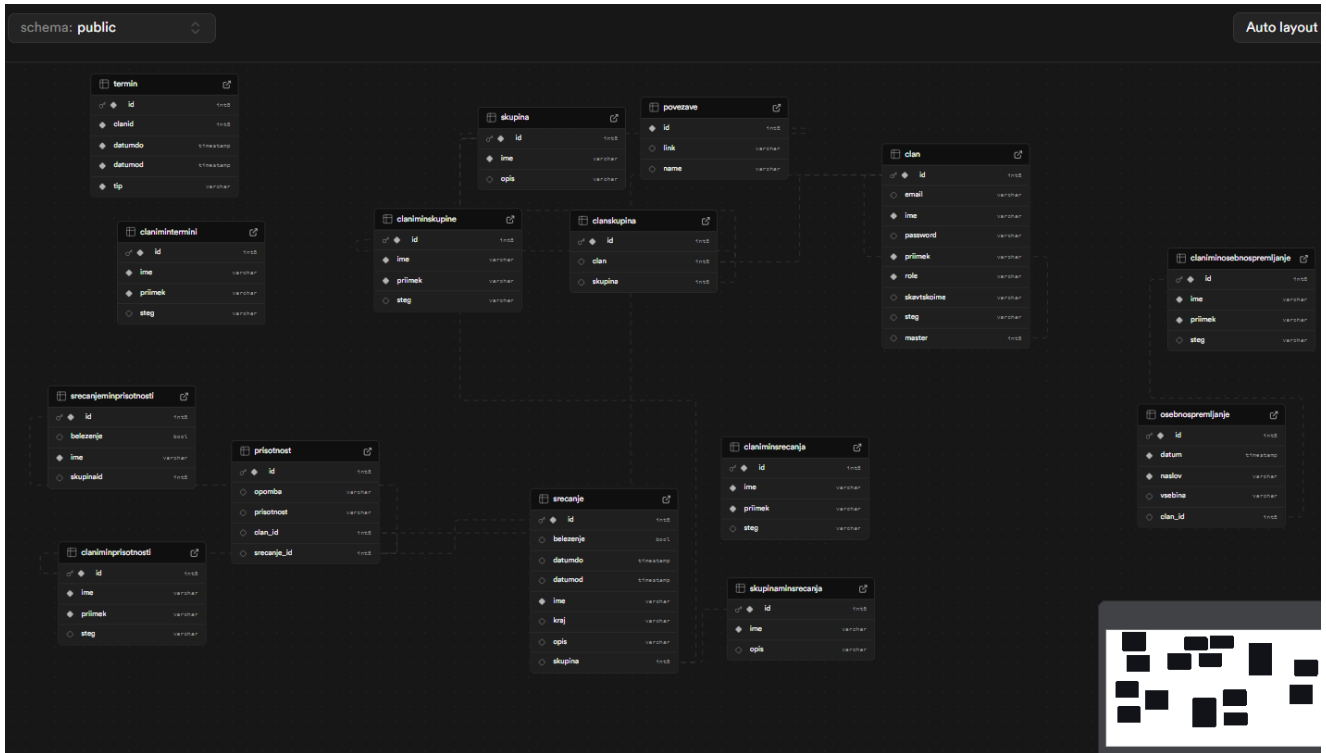 schema: public
Auto layout
termin
id int8
clanid int8
datumdo timestamp
datumod timestamp
tip varchar
skupina
id int8
ime varchar
opis varchar
povezave
id int8
link varchar
name varchar
clan
id int8
email varchar
ime varchar
password varchar
priimek varchar
role varchar
skavtskoime varchar
steg varchar
master int8
clanimintermini
id int8
ime varchar
priimek varchar
steg varchar
claniminskupine
id int8
ime varchar
priimek varchar
steg varchar
clanskupina
id int8
clan int8
skupina int8
claniminosebnospremljanje
id int8
ime varchar
priimek varchar
steg varchar
srecanjeminprisotnosti
id int8
belezenje bool
ime varchar
skupinaid int8
prisotnost
id int8
opomba varchar
prisotnost varchar
clan_id int8
srecanje_id int8
claniminsrecanja
id int8
ime varchar
priimek varchar
steg varchar
osebnospremljanje
id int8
datum timestamp
naslov varchar
vsebina varchar
clan_id int8
srecanje
id int8
belezenje bool
datumdo timestamp
datumod timestamp
ime varchar
kraj varchar
opis varchar
skupina int8
claniminprisotnosti
id int8
ime varchar
priimek varchar
steg varchar
skupinaminsrecanja
id int8
ime varchar
opis varchar